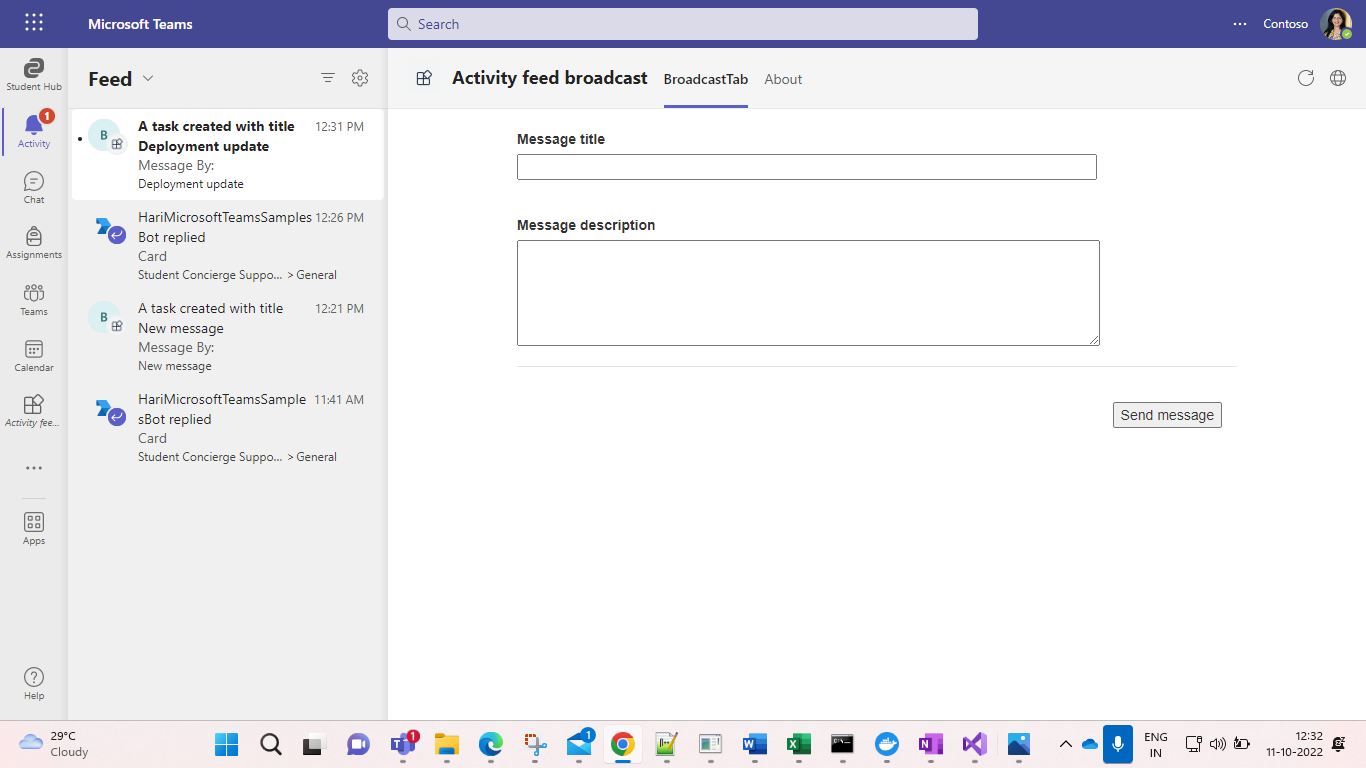 Microsoft Teams
Search
Contoso
Student Hub
1
Activity
Chat
Assignments
Teams
Calendar
Activity fee...
Apps
Help
Feed
B
A task created with title
12:31 PM
Deployment update
Message By:
Deployment update
HariMicrosoftTeamsSamples
12:26 PM
Bot replied
Card
Student Concierge Suppo... > General
B
A task created with title
12:21 PM
New message
Message By:
New message
HariMicrosoftTeamsSample
11:41 AM
sBot replied
Card
Student Concierge Suppo... > General
Activity feed broadcast
BroadcastTab
About
Message title
Message description
Send message
29°C
Cloudy
1
1
ENG
IN
12:32
11-10-2022